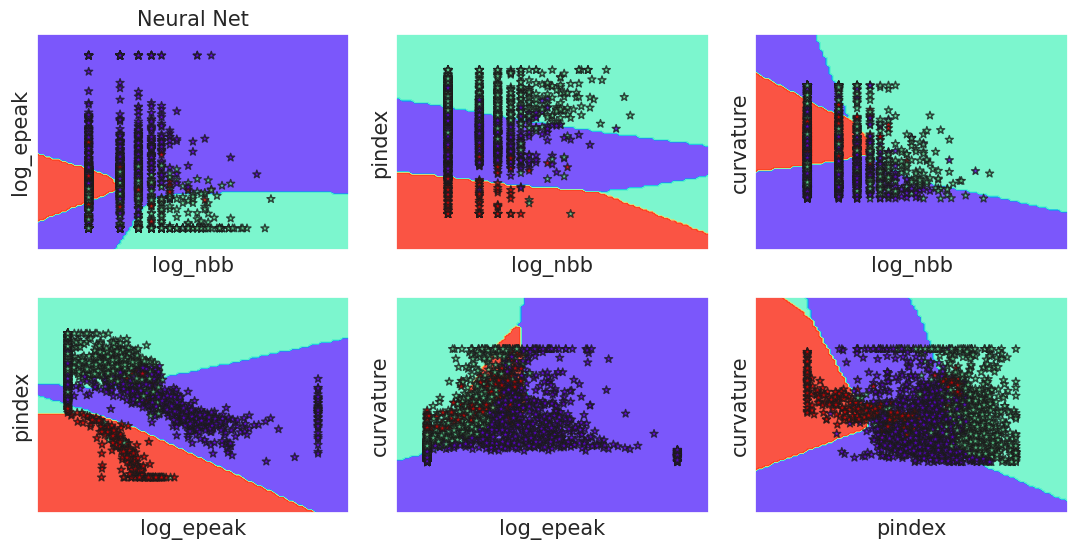 Neural Net
log_epeak
log_nbb
pindex
log_nbb
curvature
log_nbb
pindex
log_epeak
curvature
log_epeak
curvature
pindex